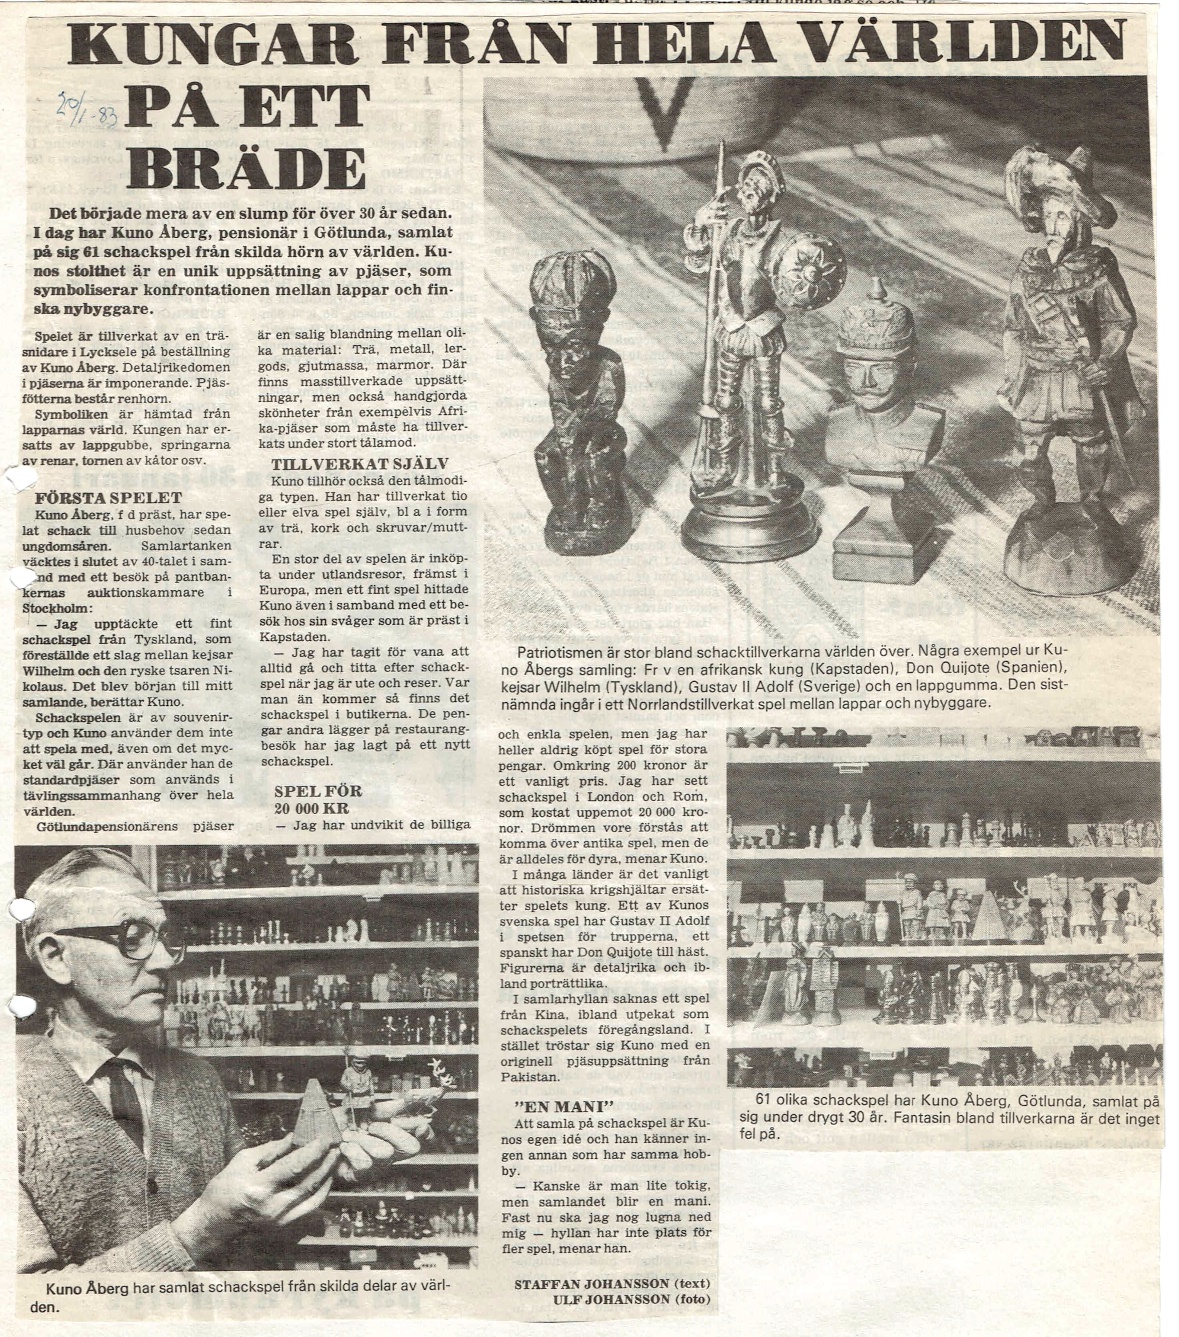 KUNGAR FRÅN HELA VÄRLDEN
PÅ ETT
BRÄDE
20/1-83
Det började mera av en slump för över 30 år sedan.
I dag har Kuno Åberg, pensionär i Götlunda, samlat
på sig 61 schackspel från skilda hörn av världen. Ku-
nos stolthet är en unik uppsättning av pjäser, som
symboliserar konfrontationen mellan lappar och fin-
ska nybyggare.
Spelet är tillverkat av en trä-
snidare i Lycksele på beställning
av Kuno Åberg. Detaljrikedomen
i pjäserna är imponerande. Pjäs-
fötterna består renhorn.
Symboliken är hämtad från
lapparnas värld. Kungen har er-
satts av lappgubbe, springarna
av renar, tornen av kåtor osv.
FÖRSTA SPELET
Kuno Åberg, f d präst, har spe-
lat schack till husbehov sedan
ungdomsåren. Samlartanken
väcktes i slutet av 40-talet i sam-
nd med ett besök på pantban-
kernas auktionskammare i
Stockholm:
— Jag upptäckte ett fint
schackspel från Tyskland, som
föreställde ett slag mellan kejsar
Wilhelm och den ryske tsaren Ni-
kolaus. Det blev början till mitt
samlande, berättar Kuno.
Schackspelen är av souvenir-
typ och Kuno använder dem inte
att spela med, även om det myc-
ket väl går. Där använder han de
standardpjäser som används i
tävlingssammanhang över hela
världen.
Götlundapensionärens pjäser
är en salig blandning mellan oli-
ka material: Trä, metall, ler-
gods, gjutmassa, marmor. Där
finns masstillverkade uppsätt-
ningar, men också handgjorda
skönheter från exempelvis Afri-
ka-pjäser som måste ha tillver-
kats under stort tålamod.
TILLVERKAT SJÄLV
Kuno tillhör också den tålmodi-
ga typen. Han har tillverkat tio
eller elva spel själv, bl a i form
av trä, kork och skruvar/mutt-
rar.
En stor del av spelen är inköp-
ta under utlandsresor, främst i
Europa, men ett fint spel hittade
Kuno även i samband med ett be-
sök hos sin svåger som är präst i
Kapstaden.
— Jag har tagit för vana att
alltid gå och titta efter schack-
spel när jag är ute och reser. Var
man än kommer så finns det
schackspel i butikerna. De pen-
gar andra lägger på restaurang-
besök har jag lagt på ett nytt
schackspel.
SPEL FÖR
20 000 KR
— Jag har undvikit de billiga
Patriotismen är stor bland schacktillverkarna världen över. Några exempel ur Ku-
no Åbergs samling: Fr v en afrikansk kung (Kapstaden), Don Quijote (Spanien),
kejsar Wilhelm (Tyskland), Gustav II Adolf (Sverige) och en lappgumma. Den sist-
nämnda ingår i ett Norrlandstillverkat spel mellan lappar och nybyggare.
och enkla spelen, men jag har
heller aldrig köpt spel för stora
pengar. Omkring 200 kronor är
ett vanligt pris. Jag har sett
schackspel i London och Rom,
som kostat uppemot 20 000 kro-
nor. Drömmen vore förstås att
komma över antika spel, men de
är alldeles för dyra, menar Kuno.
I många länder är det vanligt
att historiska krigshjältar ersät-
ter spelets kung. Ett av Kunos
svenska spel har Gustav II Adolf
i spetsen för trupperna, ett
spanskt har Don Quijote till häst.
Figurerna är detaljrika och ib-
land porträttlika.
I samlarhyllan saknas ett spel
från Kina, ibland utpekat som
schackspelets föregångsland. I
stället tröstar sig Kuno med en
originell pjäsuppsättning från
Pakistan.
"EN MANI"
Att samla på schackspel är Ku-
nos egen idé och han känner in-
gen annan som har samma hob-
by.
— Kanske är man lite tokig,
men samlandet blir en mani.
Fast nu ska jag nog lugna ned
mig — hyllan har inte plats för
fler spel, menar han.
STAFFAN JOHANSSON (text)
ULF JOHANSSON (foto)
61 olika schackspel har Kuno Åberg, Götlunda, samlat på
sig under drygt 30 år. Fantasin bland tillverkarna är det inget
fel på.
Kuno Åberg har samlat schackspel från skilda delar av värl-
den.